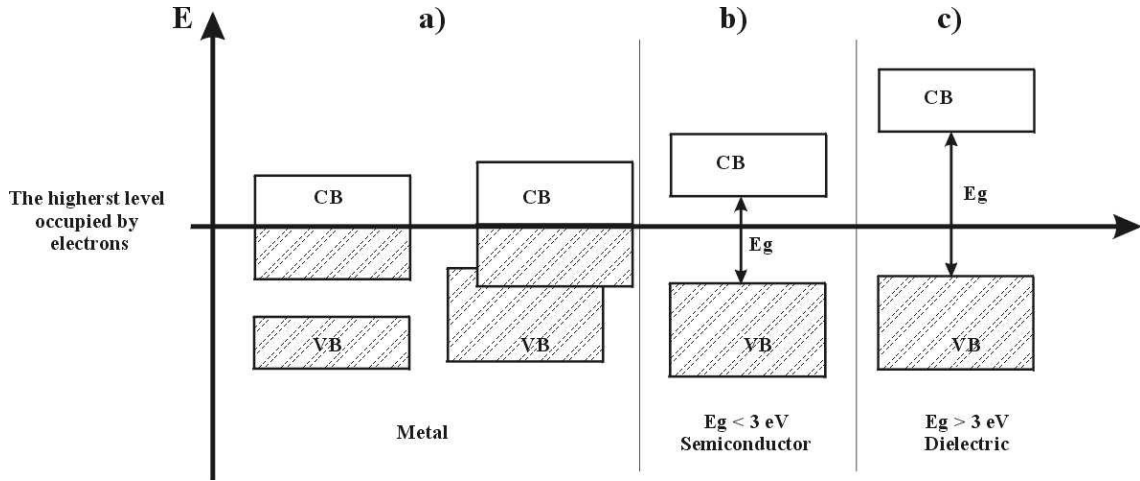 E
a)
b)
c)
CB
CB
CB
CB
The higherst level
occupied by
electrons
Eg
Eg
VB
VB
VB
VB
Metal
Eg < 3 eV
Semiconductor
Eg > 3 eV
Dielectric